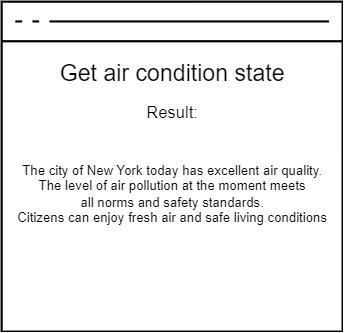 Get air condition state
Result:
The city of New York today has excellent air quality.
The level of air pollution at the moment meets
all norms and safety standards.
Citizens can enjoy fresh air and safe living conditions